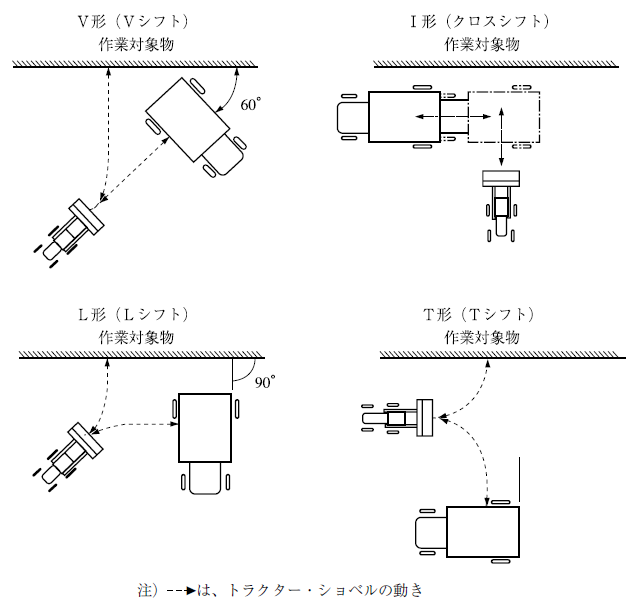 V形（Vシフト）
作業対象物
60°
I形（クロスシフト）
作業対象物
L形（Lシフト）
作業対象物
90°
T形（Tシフト）
作業対象物
注）--▶は、トラクター・ショベルの動き